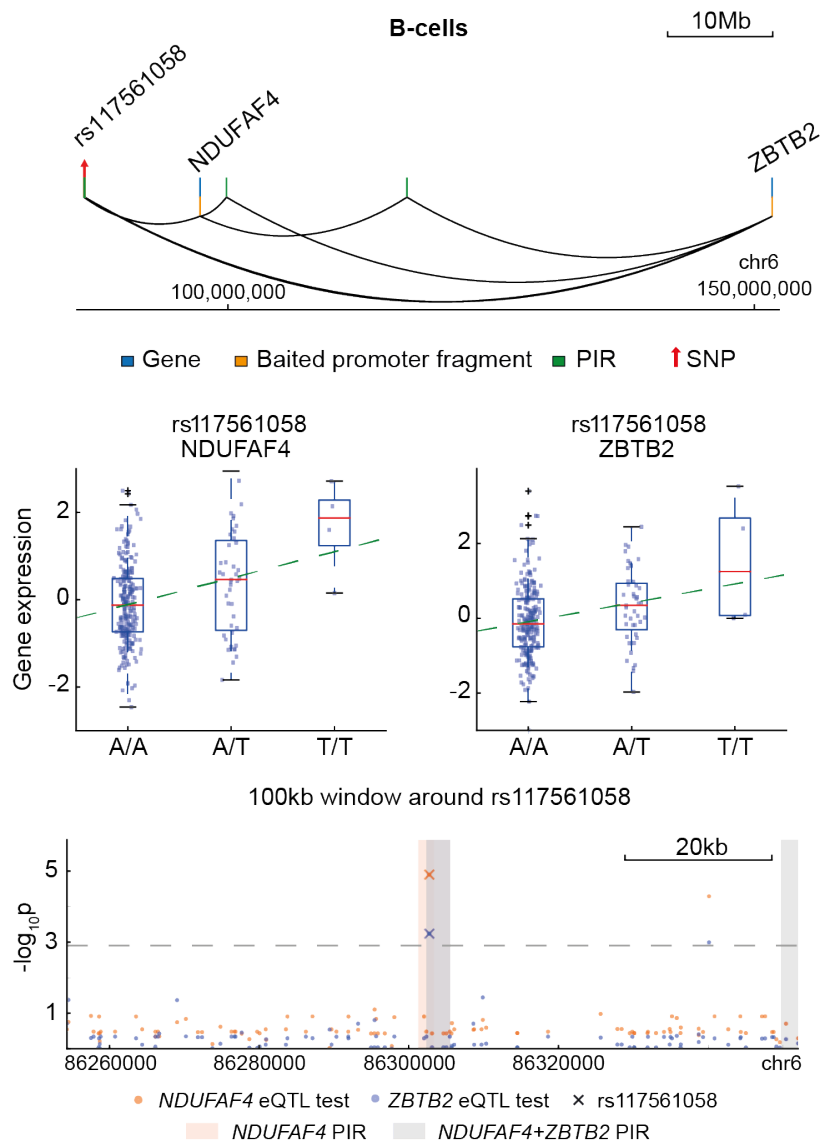 B-cells
10Mb
rs117561058
NDUFAF4
ZBTB2
chr6
100,000,000
150,000,000
Gene
Baited promoter fragment
PIR
SNP
rs117561058
NDUFAF4
rs117561058
ZBTB2
Gene expression
2
0
-2
A/A
A/T
T/T
2
0
-2
A/A
A/T
T/T
100kb window around rs117561058
20kb
-log10p
5
3
1
86260000
86280000
86300000
86320000
chr6
NDUFAF4 eQTL test
ZBTB2 eQTL test
rs117561058
NDUFAF4 PIR
NDUFAF4+ZBTB2 PIR